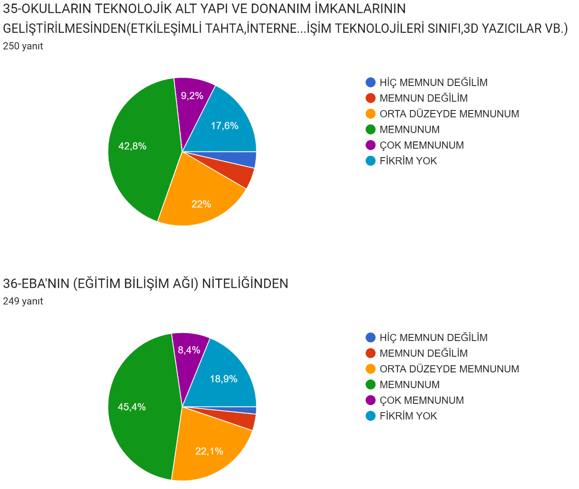 35-OKULLARIN TEKNOLOJİK ALT YAPI VE DONANIM İMKANLARININ
GELİŞTİRİLMESİNDEN(ETKİLEŞİMLİ TAHTA,İNTERNE...İŞİM TEKNOLOJİLERİ SINIFI,3D YAZICILAR VB.)
250 yanıt
HİÇ MEMNUN DEĞİLİM
MEMNUN DEĞİLİM
ORTA DÜZEYDE MEMNUNUM
MEMNUNUM
ÇOK MEMNUNUM
FİKRİM YOK
9,2%
17,6%
42,8%
22%
36-EBA'NIN (EĞİTİM BİLİŞİM AĞI) NİTELİĞİNDEN
249 yanıt
HİÇ MEMNUN DEĞİLİM
MEMNUN DEĞİLİM
ORTA DÜZEYDE MEMNUNUM
MEMNUNUM
ÇOK MEMNUNUM
FİKRİM YOK
8,4%
18,9%
45,4%
22,1%